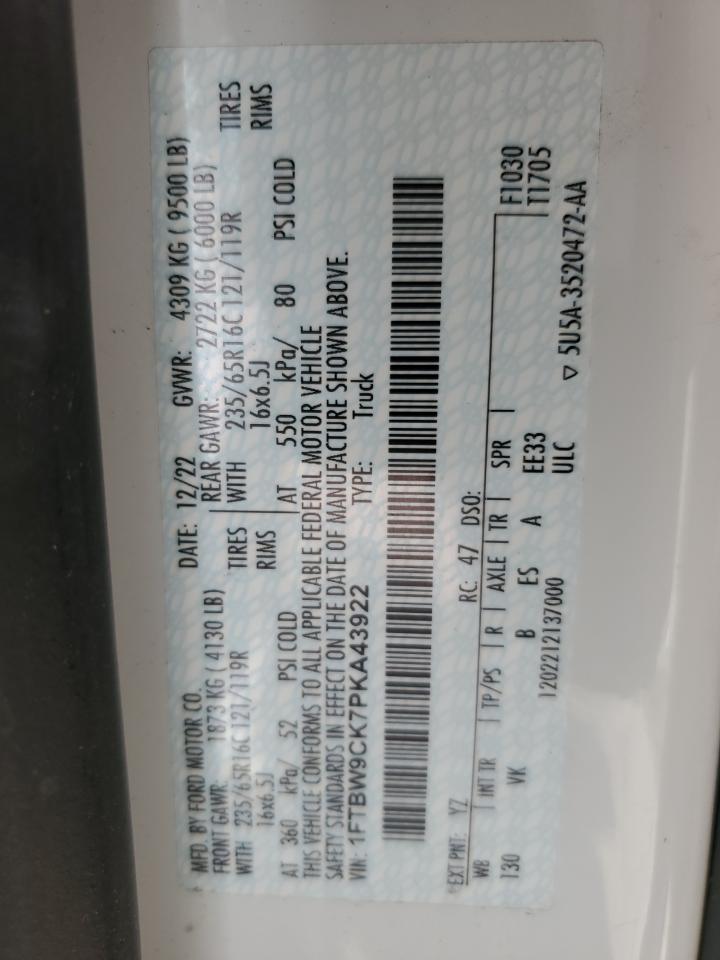 MFD. BY FORD MOTOR CO. DATE: 12/22 GVWR: 4309 KG ( 9500 LB)
FRONT GAWR: 1873 KG ( 4130 LB) REAR GAWR: 2722 KG ( 6000 LB)
WITH 235/65R16C 121/119R TIRES WITH 235/65R16C 121/119R TIRES
16x6.5J RIMS 16x6.5J RIMS
AT 360 kPa/ 52 PSI COLD AT 550 kPa/ 80 PSI COLD
THIS VEHICLE CONFORMS TO ALL APPLICABLE FEDERAL MOTOR VEHICLE
SAFETY STANDARDS IN EFFECT ON THE DATE OF MANUFACTURE SHOWN ABOVE.
VIN: 1FTBW9CK7PKA43922 TYPE: Truck
EXT PNT: YZ RC: 47 DSO:
WB INT TR TP/PS R AXLE TR SPR F1030
130 VK B ES A EE33 T1705
1202212137000 ULC
▽ 5U5A-3520472-AA